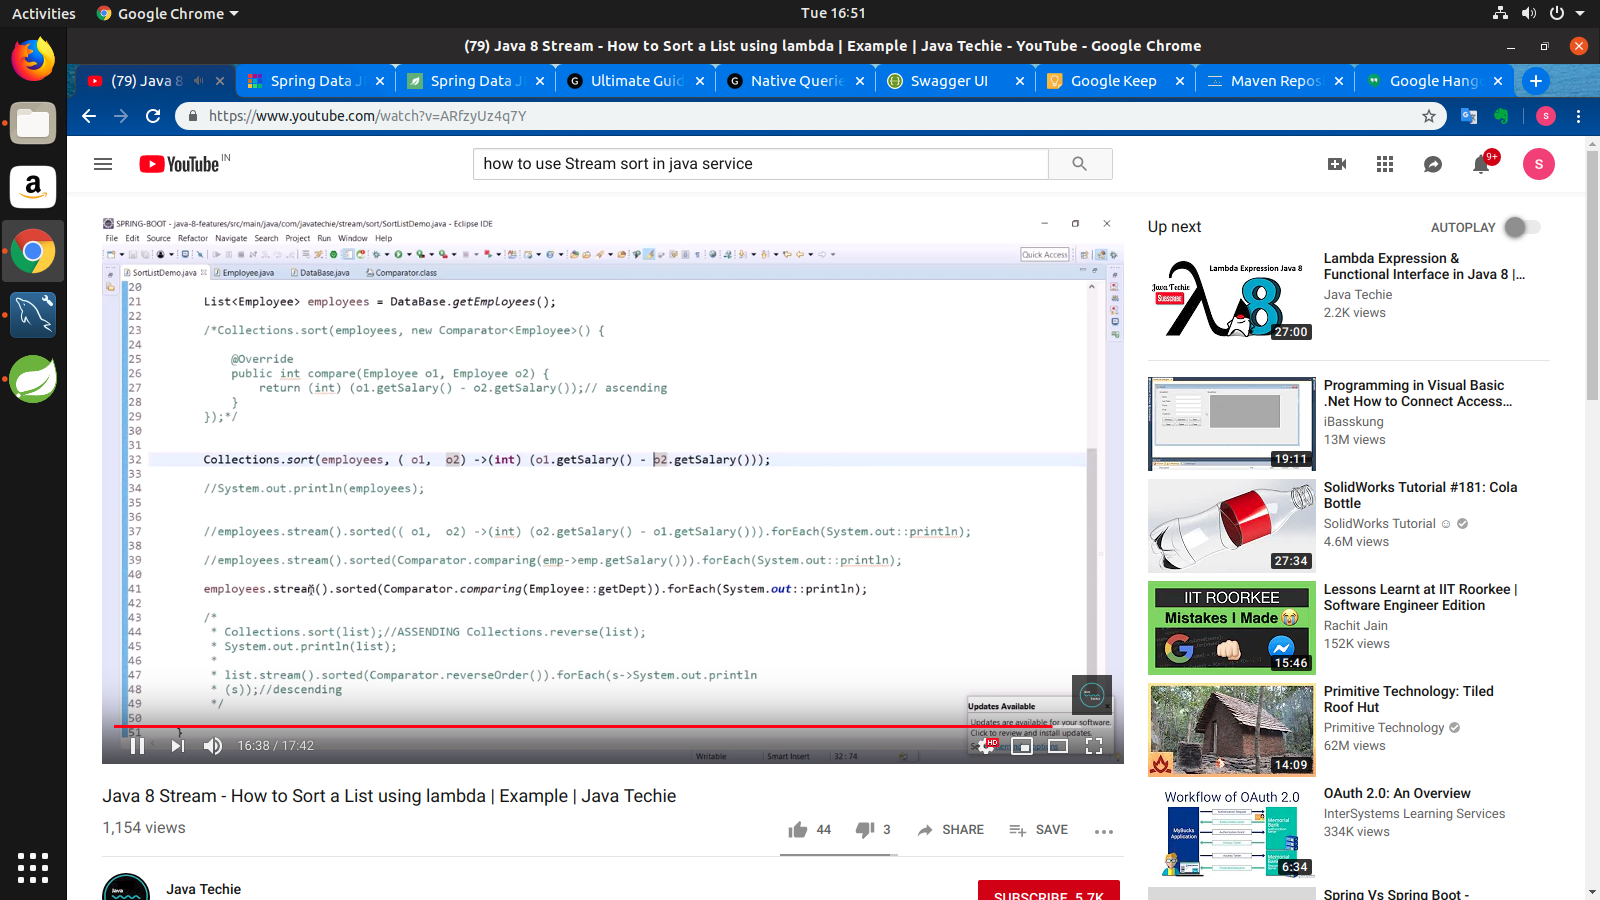 Activities
Google Chrome
Tue 16:51
(79) Java 8 Stream - How to Sort a List using lambda | Example | Java Techie - YouTube - Google Chrome
(79) Java 8
Spring Data J
Spring Data J
Ultimate Guid
Native Querie
Swagger UI
Google Keep
Maven Repos
Google Hang
https://www.youtube.com/watch?v=ARfzyUz4q7Y
S
YouTube IN
how to use Stream sort in java service
9+
S
SPRING-BOOT - java-8-features/src/main/java/com/javatechie/stream/sort/SortListDemo.java - Eclipse IDE
File Edit Source Refactor Navigate Search Project Run Window Help
Quick Access
SortListDemo.java Employee.java DataBase.java Comparator.class
20
21 List<Employee> employees = DataBase.getEmployees();
22
23 /*Collections.sort(employees, new Comparator<Employee>() {
24
25 @Override
26 public int compare(Employee o1, Employee o2) {
27 return (int) (o1.getSalary() - o2.getSalary());// ascending
28 }
29 });*/
30
31
32 Collections.sort(employees, ( o1, o2) ->(int) (o1.getSalary() - o2.getSalary()));
33
34 //System.out.println(employees);
35
36
37 //employees.stream().sorted(( o1, o2) ->(int) (o2.getSalary() - o1.getSalary())).forEach(System.out::println);
38
39 //employees.stream().sorted(Comparator.comparing(emp->emp.getSalary())).forEach(System.out::println);
40
41 employees.stream().sorted(Comparator.comparing(Employee::getDept)).forEach(System.out::println);
42
43 /*
44 * Collections.sort(list);//ASSENDING Collections.reverse(list);
45 * System.out.println(list);
46 *
47 * list.stream().sorted(Comparator.reverseOrder()).forEach(s->System.out.println
48 * (s));//descending
49 */
50
51 }
Updates Available
Updates are available for your software.
Click to review and install updates.
Writable Smart Insert 32 : 74
16:38 / 17:42
HD
Java 8 Stream - How to Sort a List using lambda | Example | Java Techie
1,154 views
44
3
SHARE
SAVE
Java Techie
SUBSCRIBE 5.7K
Up next
AUTOPLAY
Lambda Expression Java 8
Java Techie
SUBSCRIBE
27:00
Lambda Expression &
Functional Interface in Java 8 |...
Java Techie
2.2K views
19:11
Programming in Visual Basic
.Net How to Connect Access...
iBasskung
13M views
27:34
SolidWorks Tutorial #181: Cola
Bottle
SolidWorks Tutorial ☺
4.6M views
IIT ROORKEE
Mistakes I Made
15:46
Lessons Learnt at IIT Roorkee |
Software Engineer Edition
Rachit Jain
152K views
14:09
Primitive Technology: Tiled
Roof Hut
Primitive Technology
62M views
Workflow of OAuth 2.0
MyBucks
Application
Memorial
Bank
6:34
OAuth 2.0: An Overview
InterSystems Learning Services
334K views
Spring Vs Spring Boot -